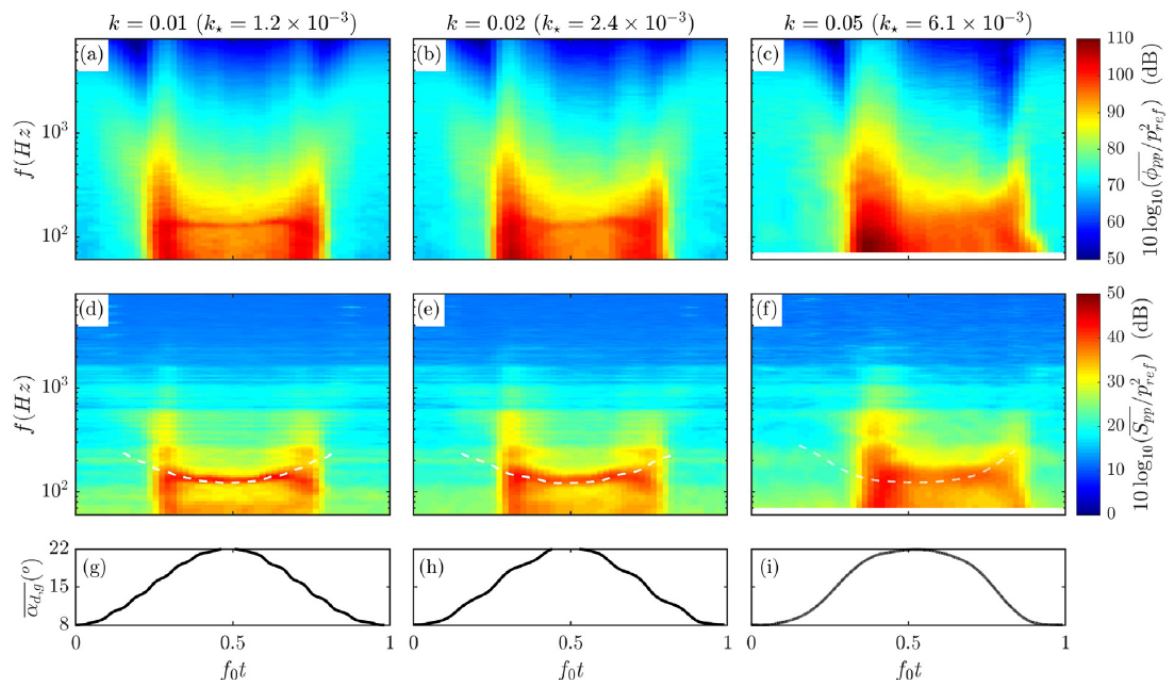 k = 0.01 (k⋆ = 1.2 × 10⁻³) k = 0.02 (k⋆ = 2.4 × 10⁻³) k = 0.05 (k⋆ = 6.1 × 10⁻³)
(a) (b) (c)
f(Hz)
10³
10²
110
100
90
80
70
60
50
10 log₁₀(ϕ̅p̅p̅/p²ref) (dB)
(d) (e) (f)
f(Hz)
10³
10²
50
40
30
20
10
0
10 log₁₀(S̅p̅p̅/p²ref) (dB)
(g) (h) (i)
α̅d,g(°)
22
15
8
0 0.5 1 0 0.5 1 0 0.5 1
f₀t f₀t f₀t